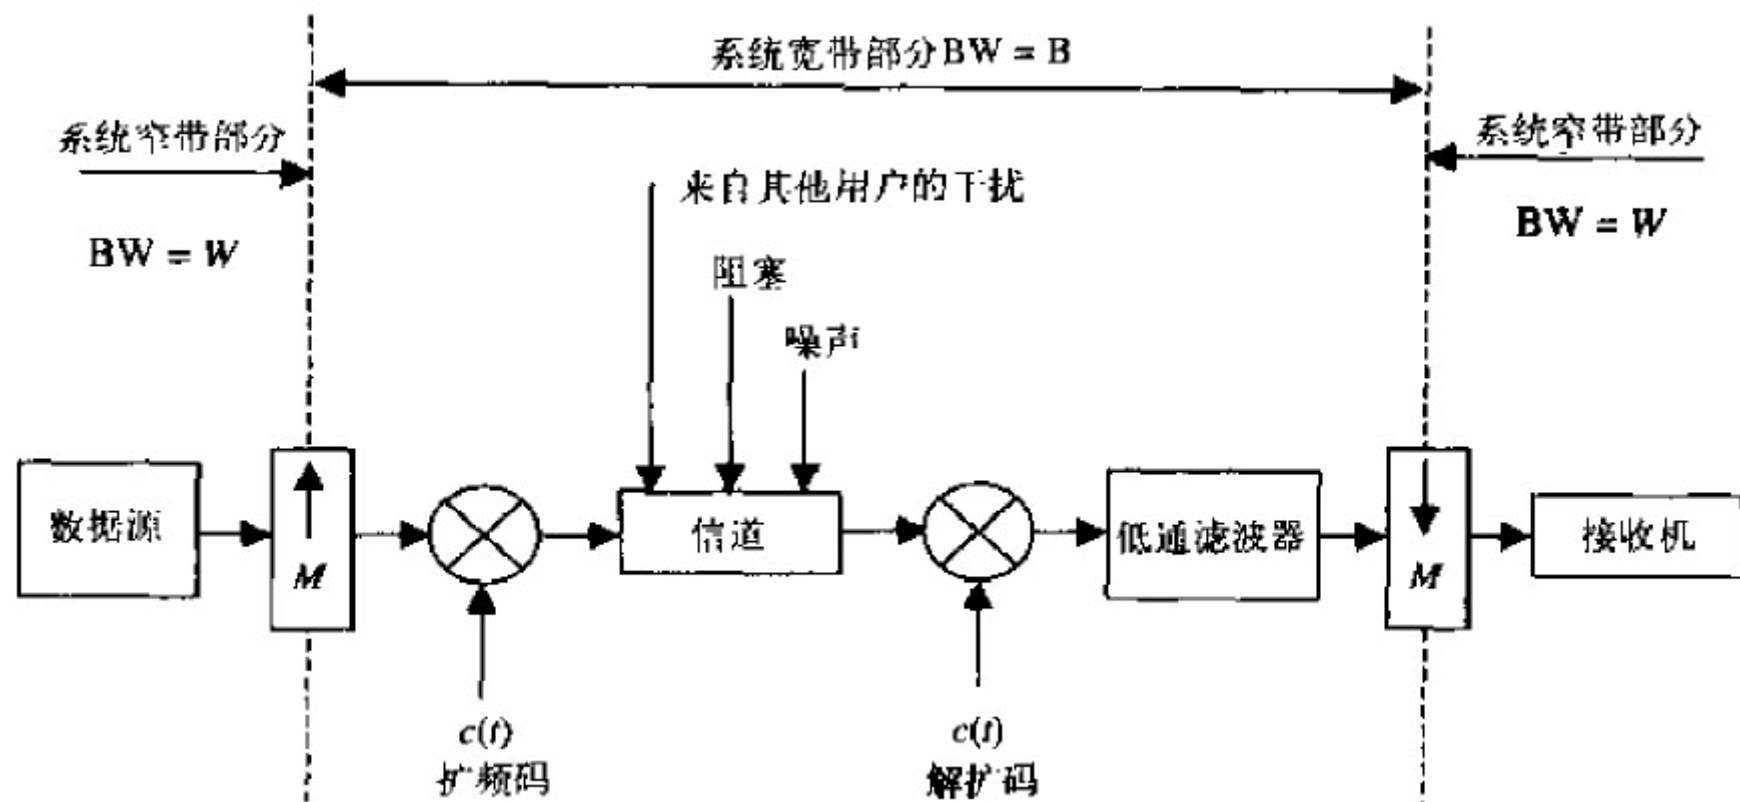 系统宽带部分BW = B
系统窄带部分
系统窄带部分
来自其他用户的干扰
BW = W
BW = W
阻塞
噪声
数据源
M
信道
低通滤波器
M
接收机
c(t)
扩频码
c(t)
解扩码